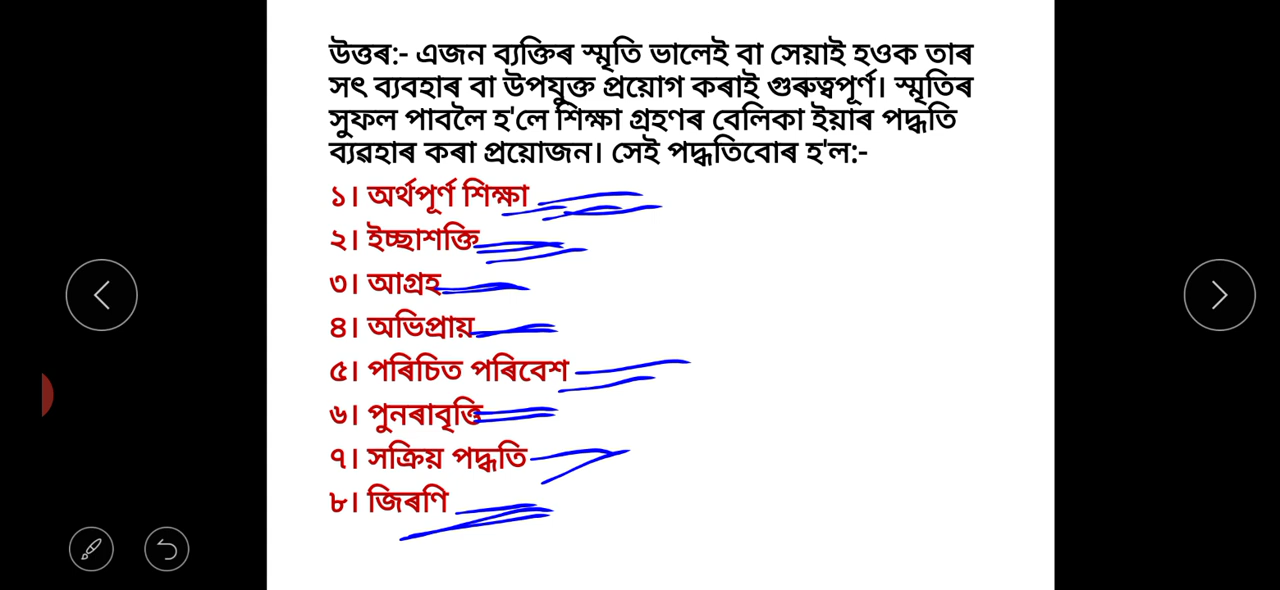 উত্তৰ:- এজন ব্যক্তিৰ স্মৃতি ভালেই বা সেয়াই হওক তাৰ
সৎ ব্যবহাৰ বা উপযুক্ত প্ৰয়োগ কৰাই গুৰুত্বপূৰ্ণ। স্মৃতিৰ
সুফল পাবলৈ হ'লে শিক্ষা গ্ৰহণৰ বেলিকা ইয়াৰ পদ্ধতি
ব্যৱহাৰ কৰা প্ৰয়োজন। সেই পদ্ধতিবোৰ হ'ল:-
১। অৰ্থপূৰ্ণ শিক্ষা
২। ইচ্ছাশক্তি
৩। আগ্ৰহ
৪। অভিপ্ৰায়
৫। পৰিচিত পৰিবেশ
৬। পুনৰাবৃত্তি
৭। সক্ৰিয় পদ্ধতি
৮। জিৰণি